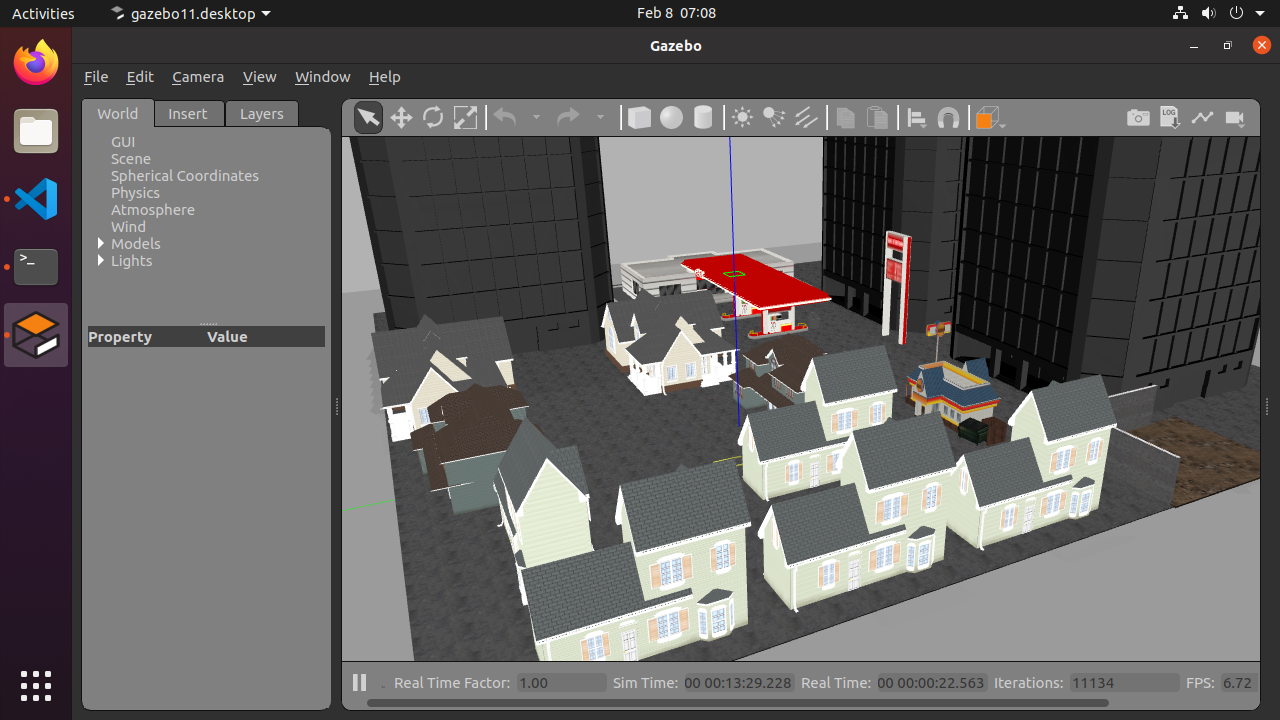 Activities
gazebo11.desktop
Feb 8 07:08
Gazebo
File Edit Camera View Window Help
World Insert Layers
LOG
GUI
Scene
Spherical Coordinates
Physics
Atmosphere
Wind
Models
Lights
Property Value
>_
Real Time Factor: 1.00 Sim Time: 00 00:13:29.228 Real Time: 00 00:00:22.563 Iterations: 11134 FPS: 6.72